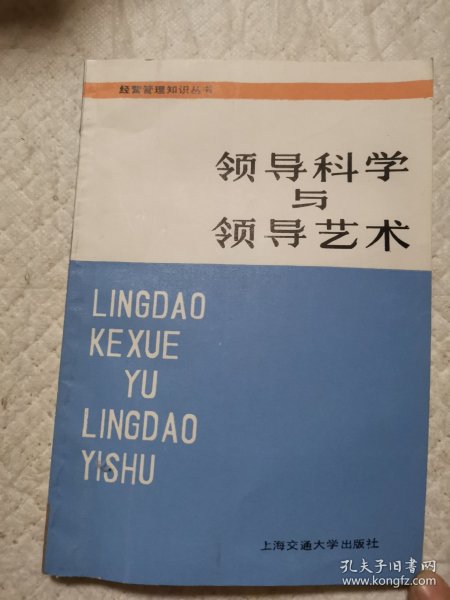 经营管理知识丛书
领导科学
与
领导艺术
LINGDAO
KEXUE
YU
LINGDAO
YISHU
上海交通大学出版社
孔夫子旧书网
www.kongfz.com